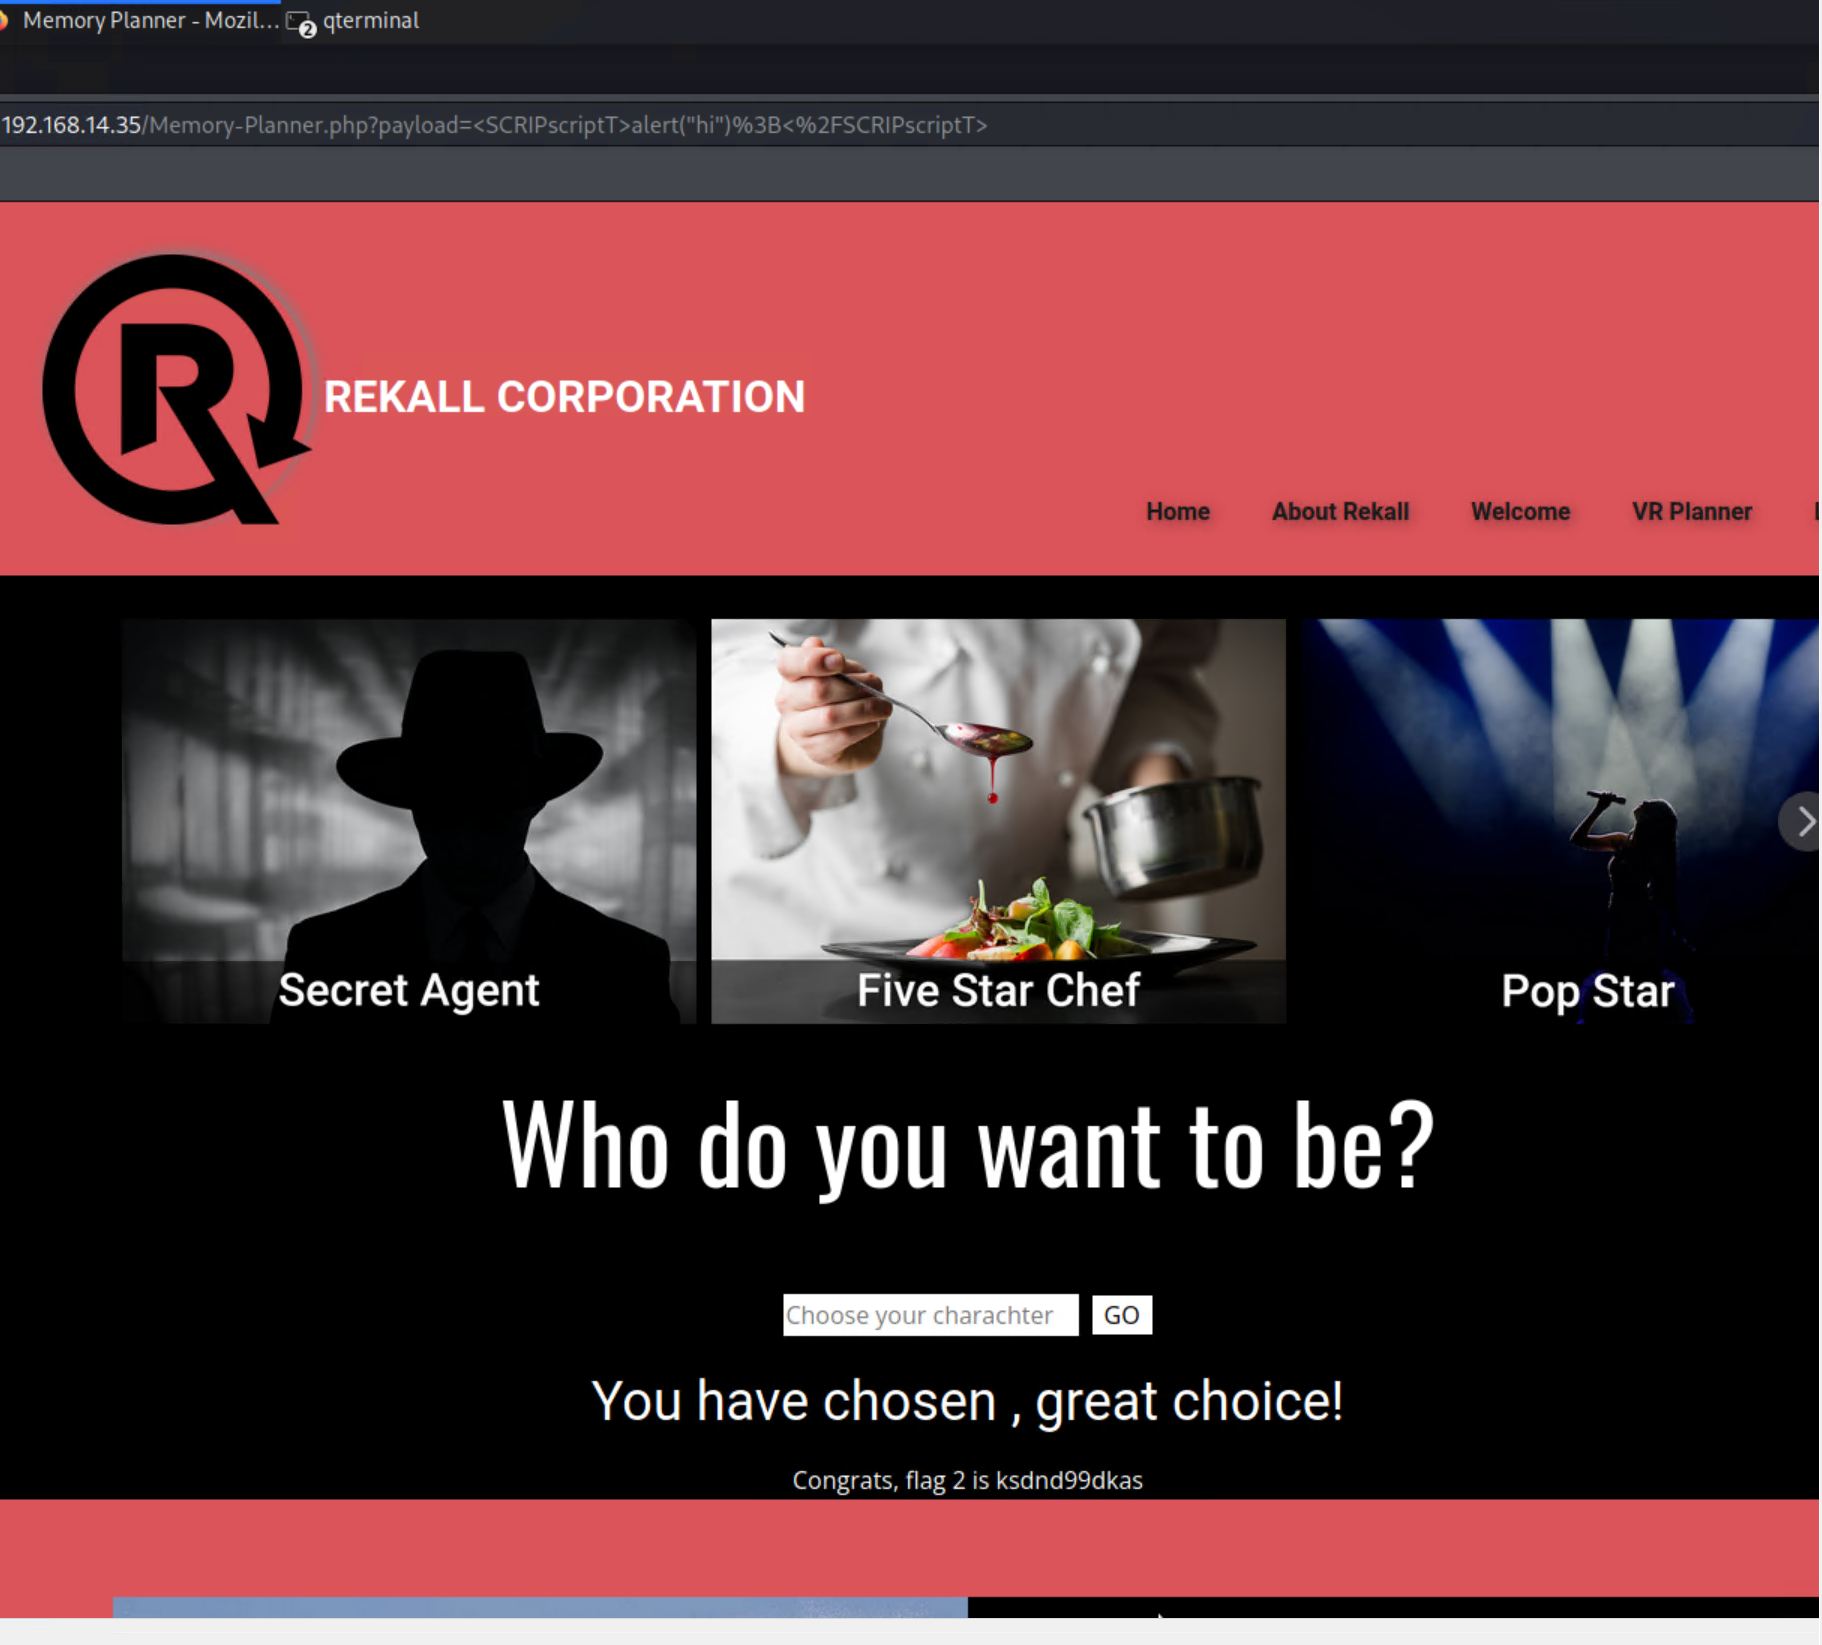 Memory Planner - Mozil... 2 qterminal
192.168.14.35/Memory-Planner.php?payload=<SCRIPscriptT>alert("hi")%3B<%2FSCRIPscriptT>
R
REKALL CORPORATION
Home About Rekall Welcome VR Planner
Secret Agent Five Star Chef Pop Star
Who do you want to be?
Choose your charachter GO
You have chosen , great choice!
Congrats, flag 2 is ksdnd99dkas